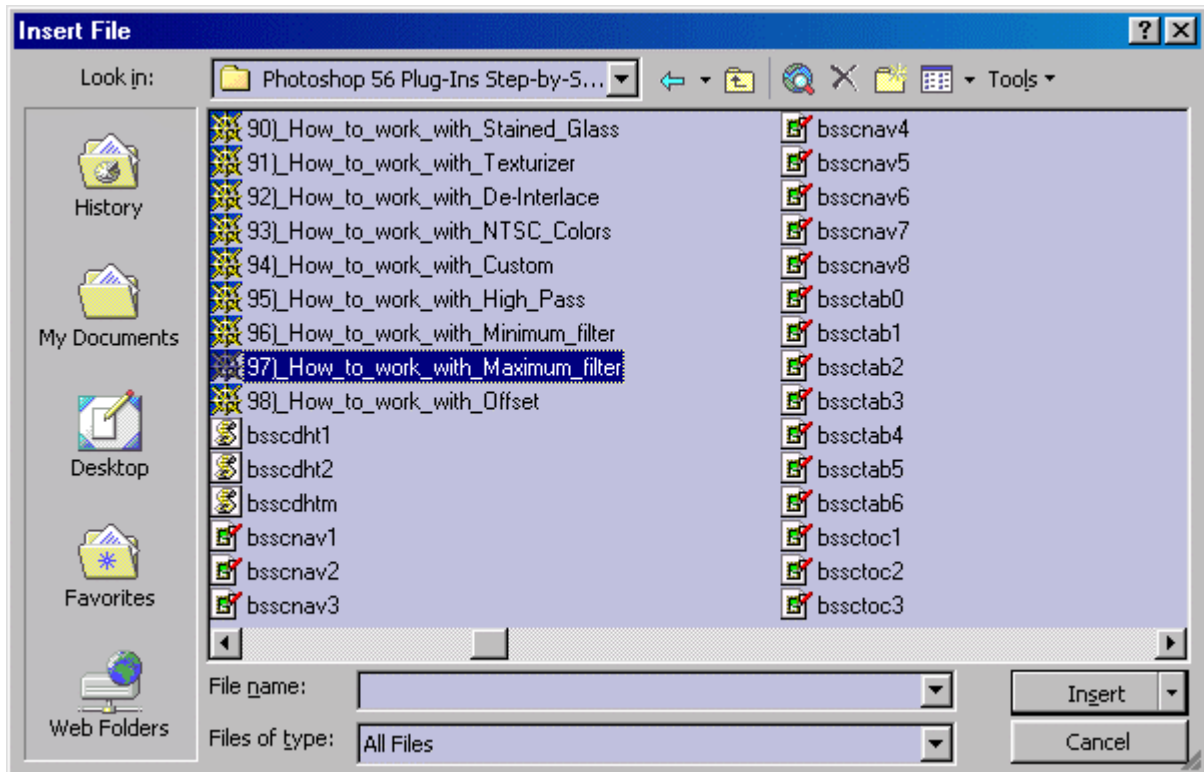 Insert File
Look in:
Photoshop 56 Plug-Ins Step-by-S...
Tools
History
My Documents
Desktop
Favorites
Web Folders
90)_How_to_work_with_Stained_Glass
91)_How_to_work_with_Texturizer
92)_How_to_work_with_De-Interlace
93)_How_to_work_with_NTSC_Colors
94)_How_to_work_with_Custom
95)_How_to_work_with_High_Pass
96)_How_to_work_with_Minimum_filter
97)_How_to_work_with_Maximum_filter
98)_How_to_work_with_Offset
bsscdht1
bsscdht2
bsscdhtm
bsscnav1
bsscnav2
bsscnav3
bsscnav4
bsscnav5
bsscnav6
bsscnav7
bsscnav8
bssctab0
bssctab1
bssctab2
bssctab3
bssctab4
bssctab5
bssctab6
bssctoc1
bssctoc2
bssctoc3
File name:
Insert
Files of type:
All Files
Cancel